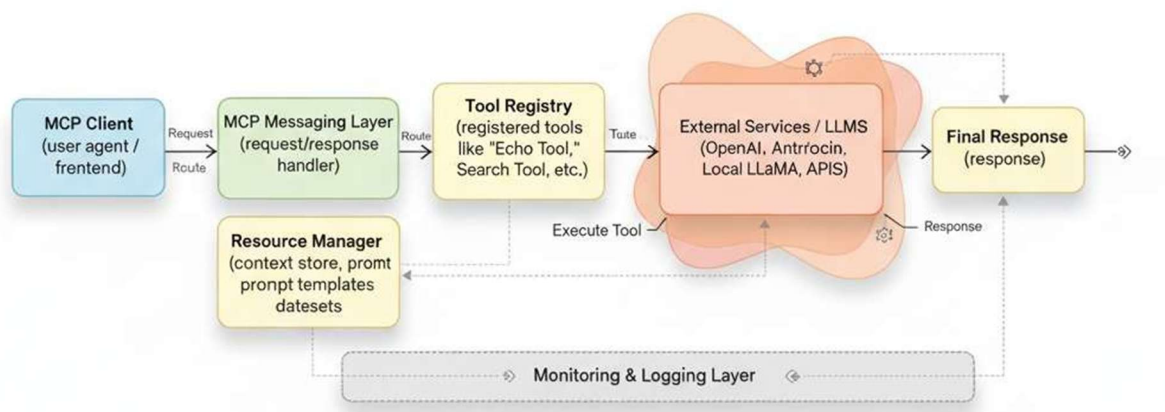 MCP Client
(user agent /
frontend)
Request
Route
MCP Messaging Layer
(request/response
handler)
Route
Tool Registry
(registered tools
like "Echo Tool,"
Search Tool, etc.)
Tıute
External Services / LLMS
(OpenAI, Antrrocin,
Local LLaMA, APIS)
Execute Tool
Response
Final Response
(response)
Resource Manager
(context store, promt
pronpt templates
datesets
Monitoring & Logging Layer